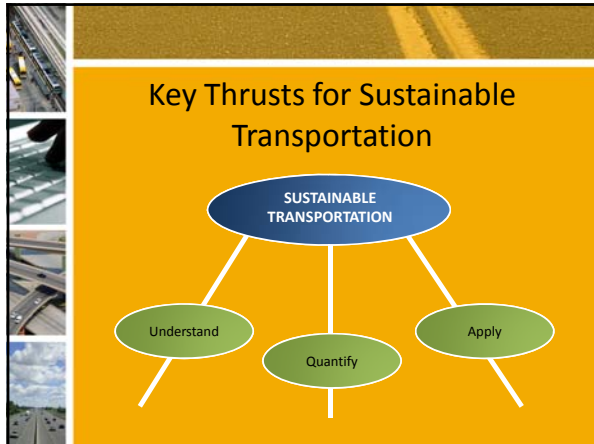 Key Thrusts for Sustainable
Transportation
SUSTAINABLE
TRANSPORTATION
Understand
Quantify
Apply